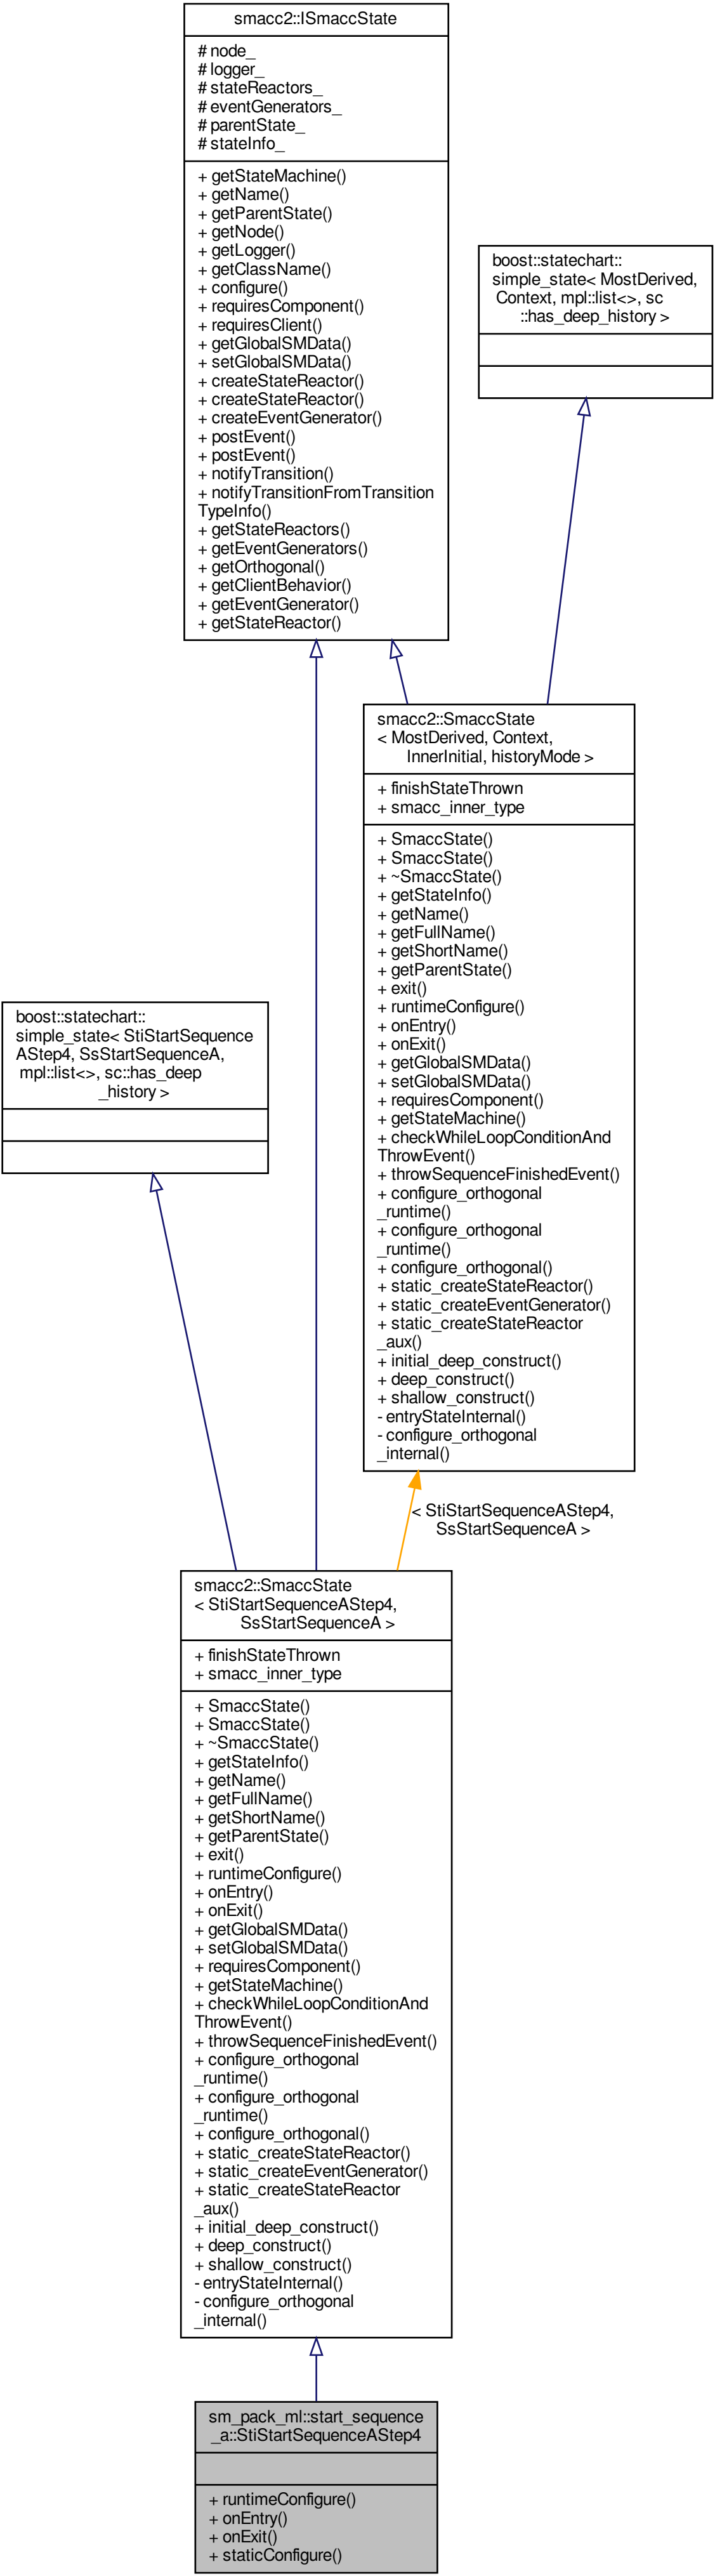 smacc2::ISmaccState
# node_
# logger_
# stateReactors_
# eventGenerators_
# parentState_
# stateInfo_
+ getStateMachine()
+ getName()
+ getParentState()
+ getNode()
+ getLogger()
+ getClassName()
+ configure()
+ requiresComponent()
+ requiresClient()
+ getGlobalSMData()
+ setGlobalSMData()
+ createStateReactor()
+ createStateReactor()
+ createEventGenerator()
+ postEvent()
+ postEvent()
+ notifyTransition()
+ notifyTransitionFromTransition
TypeInfo()
+ getStateReactors()
+ getEventGenerators()
+ getOrthogonal()
+ getClientBehavior()
+ getEventGenerator()
+ getStateReactor()
boost::statechart::
simple_state< MostDerived,
Context, mpl::list<>, sc
::has_deep_history >
smacc2::SmaccState
< MostDerived, Context,
InnerInitial, historyMode >
+ finishStateThrown
+ smacc_inner_type
+ SmaccState()
+ SmaccState()
+ ~SmaccState()
+ getStateInfo()
+ getName()
+ getFullName()
+ getShortName()
+ getParentState()
+ exit()
+ runtimeConfigure()
+ onEntry()
+ onExit()
+ getGlobalSMData()
+ setGlobalSMData()
+ requiresComponent()
+ getStateMachine()
+ checkWhileLoopConditionAnd
ThrowEvent()
+ throwSequenceFinishedEvent()
+ configure_orthogonal
_runtime()
+ configure_orthogonal
_runtime()
+ configure_orthogonal()
+ static_createStateReactor()
+ static_createEventGenerator()
+ static_createStateReactor
_aux()
+ initial_deep_construct()
+ deep_construct()
+ shallow_construct()
- entryStateInternal()
- configure_orthogonal
_internal()
boost::statechart::
simple_state< StiStartSequence
AStep4, SsStartSequenceA,
mpl::list<>, sc::has_deep
_history >
< StiStartSequenceAStep4,
SsStartSequenceA >
smacc2::SmaccState
< StiStartSequenceAStep4,
SsStartSequenceA >
+ finishStateThrown
+ smacc_inner_type
+ SmaccState()
+ SmaccState()
+ ~SmaccState()
+ getStateInfo()
+ getName()
+ getFullName()
+ getShortName()
+ getParentState()
+ exit()
+ runtimeConfigure()
+ onEntry()
+ onExit()
+ getGlobalSMData()
+ setGlobalSMData()
+ requiresComponent()
+ getStateMachine()
+ checkWhileLoopConditionAnd
ThrowEvent()
+ throwSequenceFinishedEvent()
+ configure_orthogonal
_runtime()
+ configure_orthogonal
_runtime()
+ configure_orthogonal()
+ static_createStateReactor()
+ static_createEventGenerator()
+ static_createStateReactor
_aux()
+ initial_deep_construct()
+ deep_construct()
+ shallow_construct()
- entryStateInternal()
- configure_orthogonal
_internal()
sm_pack_ml::start_sequence
_a::StiStartSequenceAStep4
+ runtimeConfigure()
+ onEntry()
+ onExit()
+ staticConfigure()